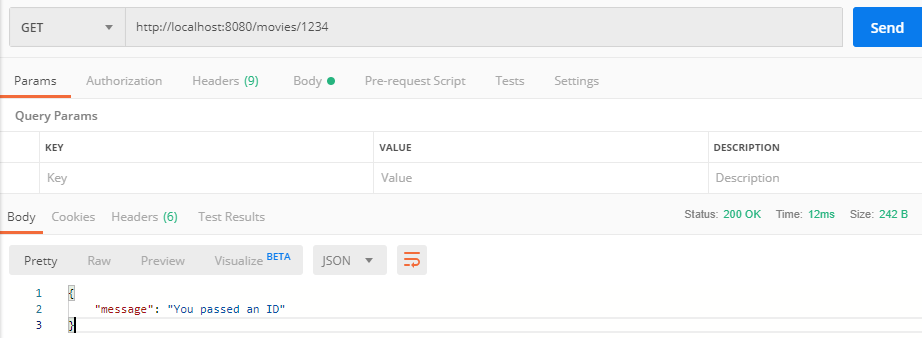 GET http://localhost:8080/movies/1234 Send
Params Authorization Headers (9) Body Pre-request Script Tests Settings
Query Params
KEY VALUE DESCRIPTION
Key Value Description
Body Cookies Headers (6) Test Results Status: 200 OK Time: 12ms Size: 242 B
Pretty Raw Preview Visualize BETA JSON
1 {
2 "message": "You passed an ID"
3 }